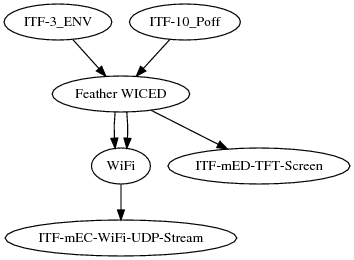 ITF-3_ENV
ITF-10_Poff
Feather WICED
WiFi
ITF-mED-TFT-Screen
ITF-mEC-WiFi-UDP-Stream